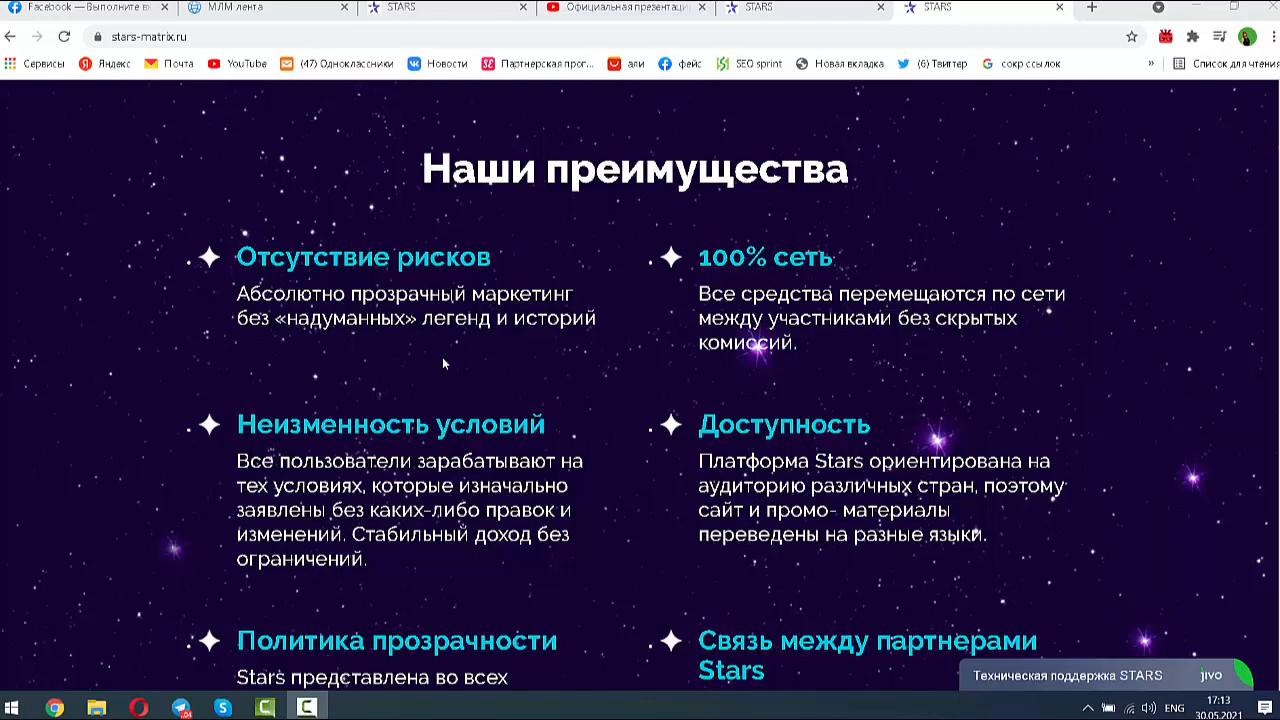 Facebook — Выполните в
МЛМ лента
STARS
Официальная презентаци
STARS
STARS
stars-matrix.ru
Сервисы
Яндекс
Почта
YouTube
(47) Одноклассники
Новости
Партнерская прог...
али
фейс
SEO sprint
Новая вкладка
(6) Твиттер
сокр ссылок
»
Список для чтения
Наши преимущества
Отсутствие рисков
Абсолютно прозрачный маркетинг
без «надуманных» легенд и историй
100% сеть
Все средства перемещаются по сети
между участниками без скрытых
комиссий.
Неизменность условий
Все пользователи зарабатывают на
тех условиях, которые изначально
заявлены без каких-либо правок и
изменений. Стабильный доход без
ограничений.
Доступность
Платформа Stars ориентирована на
аудиторию различных стран, поэтому
сайт и промо- материалы
переведены на разные языки.
Политика прозрачности
Stars представлена во всех
Связь между партнерами
Stars
Техническая поддержка STARS
jivo
ENG
17:13
30.05.2021